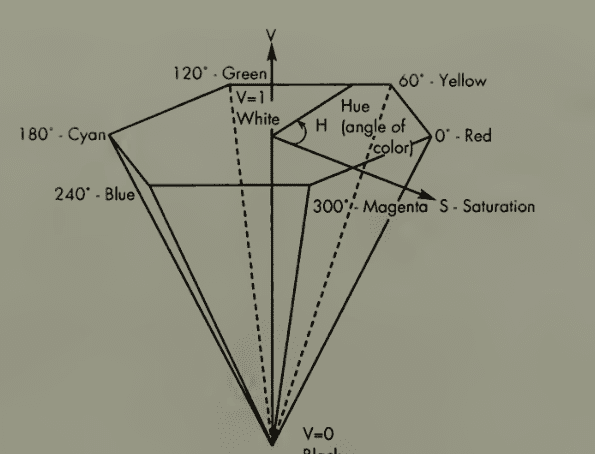 V
120° - Green
60° - Yellow
V=1
White
Hue
(angle of
color)
H
180° - Cyan
0° - Red
240° - Blue
300° - Magenta
S - Saturation
V=0
Black